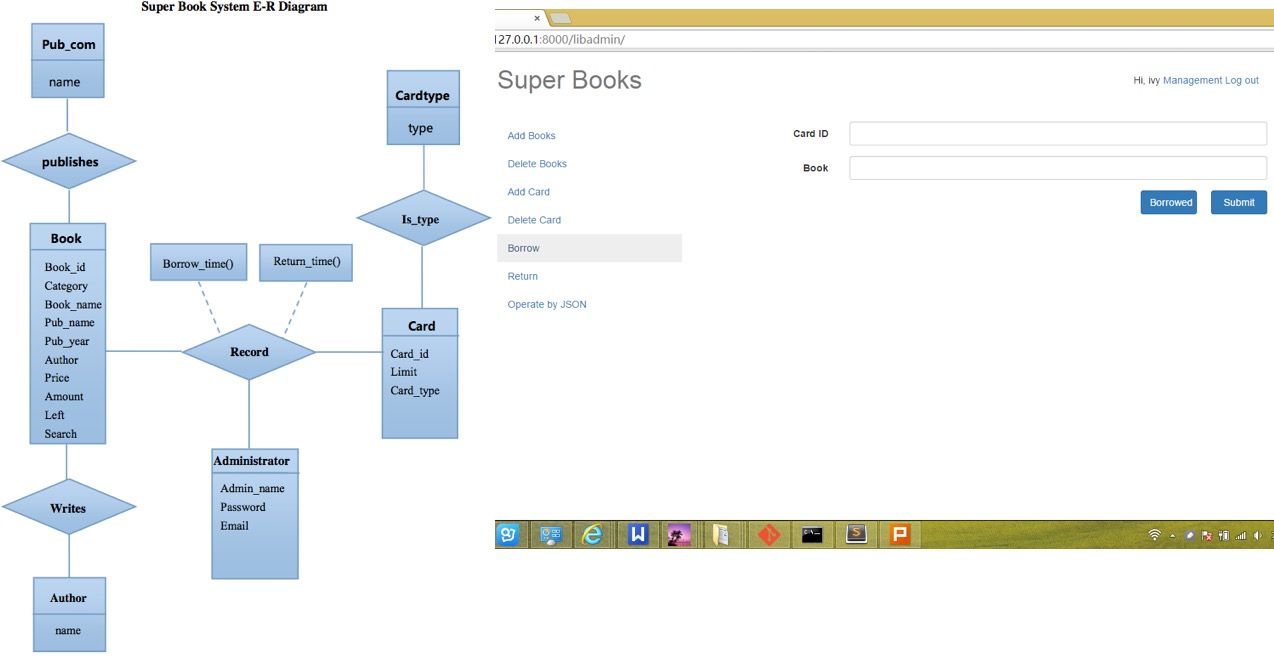 Super Book System E-R Diagram
Pub_com
name
publishes
Book
Book_id
Category
Book_name
Pub_name
Pub_year
Author
Price
Amount
Left
Search
Writes
Author
name
Borrow_time()
Return_time()
Record
Administrator
Admin_name
Password
Email
Cardtype
type
Is_type
Card
Card_id
Limit
Card_type
127.0.0.1:8000/libadmin/
Super Books
Hi, ivy Management Log out
Add Books
Delete Books
Add Card
Delete Card
Borrow
Return
Operate by JSON
Card ID
Book
Borrowed
Submit